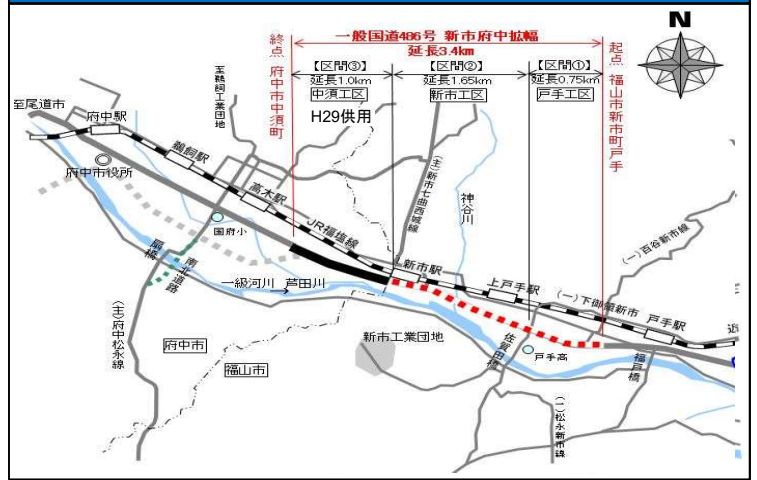 一般国道486号 新市府中拡幅
延長3.4km
N
終点 府中市中須町
起点 福山市新市町戸手
【区間③】
延長1.0km
中須工区
H29供用
【区間②】
延長1.65km
新市工区
【区間①】
延長0.75km
戸手工区
至鵜飼工業団地
至尾道市
府中駅
府中市役所
鵜飼駅
高木駅
国府小
JR福塩線
(主)新市七曲西城線
神谷川
(一)百谷新市線
扇橋
南北道路
一級河川 → 芦田川
新市駅
上戸手駅
(一)下御領新市
戸手駅
(主)府中松永線
府中市
福山市
新市工業団地
佐賀田橋
戸手高
福戸橋
(一)松永新市線